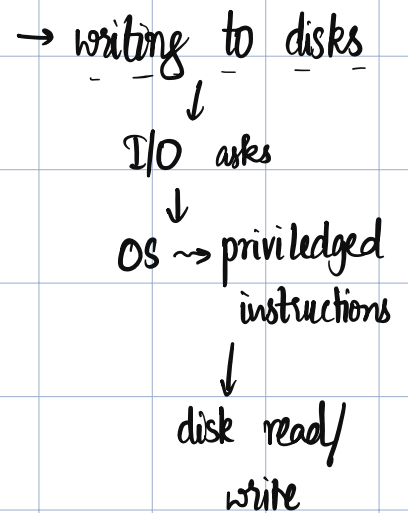 → writing to disks
↓
I/O asks
↓
OS ⇝ priviledged
instructions
↓
disk read/
write